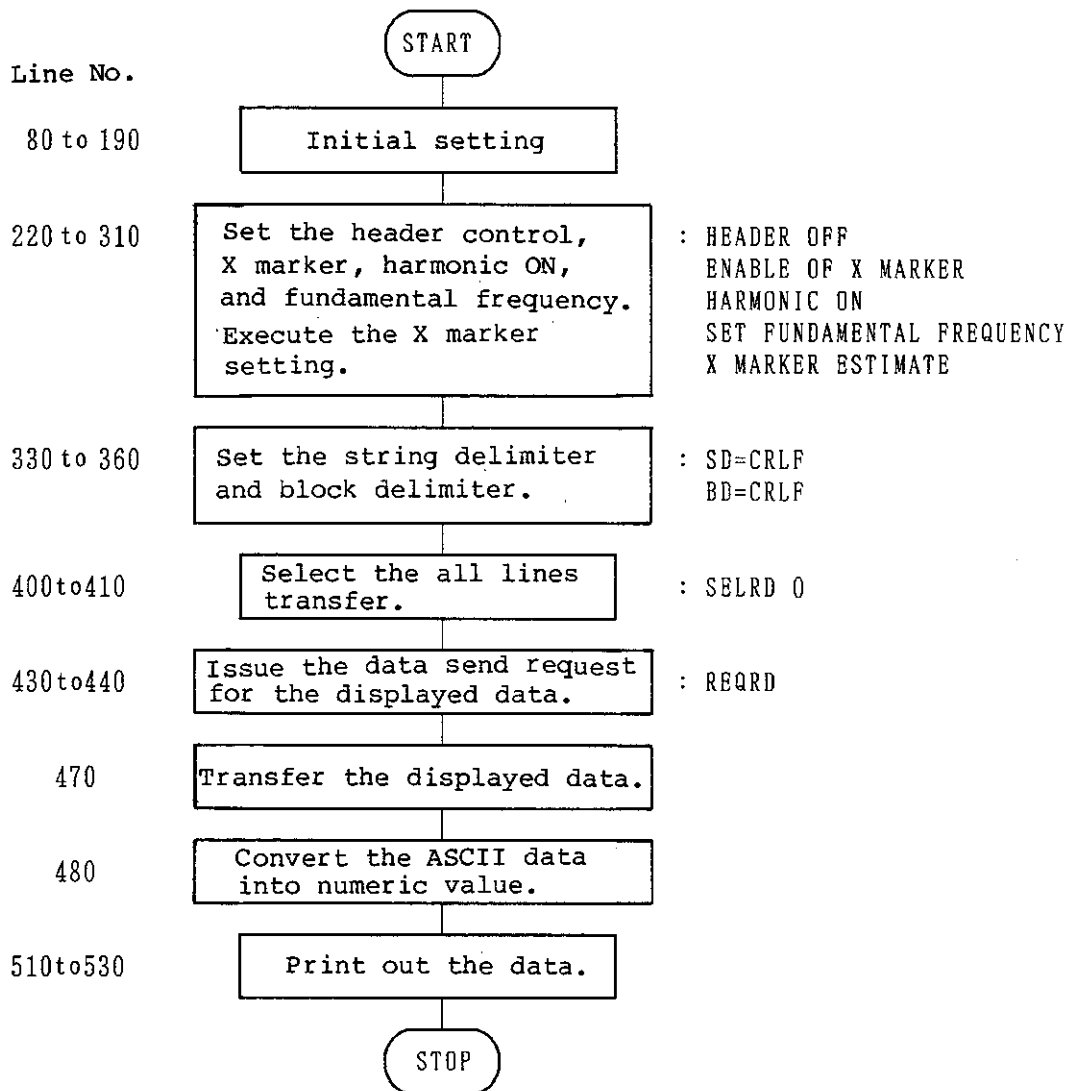 START
Line No.
80 to 190
Initial setting
220 to 310
Set the header control,
X marker, harmonic ON,
and fundamental frequency.
Execute the X marker
setting.
: HEADER OFF
ENABLE OF X MARKER
HARMONIC ON
SET FUNDAMENTAL FREQUENCY
X MARKER ESTIMATE
330 to 360
Set the string delimiter
and block delimiter.
: SD=CRLF
BD=CRLF
400to410
Select the all lines
transfer.
: SELRD 0
430to440
Issue the data send request
for the displayed data.
: REQRD
470
Transfer the displayed data.
480
Convert the ASCII data
into numeric value.
510to530
Print out the data.
STOP